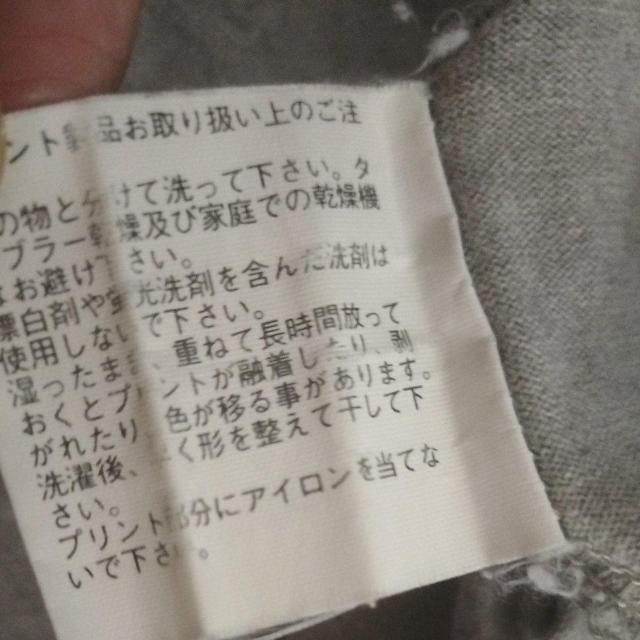 ント製品お取り扱い上のご注
の物と分けて洗って下さい。タ
ブラー乾燥及び家庭での乾燥機
はお避け下さい。
漂白剤や蛍光洗剤を含んだ洗剤は
使用しないで下さい。
湿ったまま、重ねて長時間放って
おくとプリントが融着したり、剥
がれたり、色が移る事があります。
洗濯後、く形を整えて干して下
さい。
プリント部分にアイロンを当てな
いで下さい。